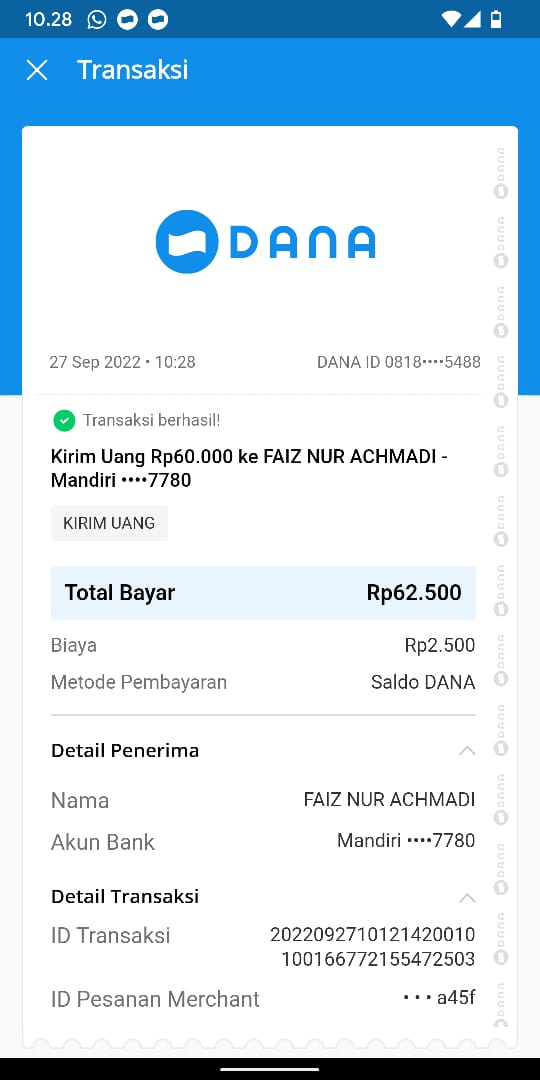 10.28
Transaksi
DANA
27 Sep 2022 • 10:28
DANA ID 0818••••5488
Transaksi berhasil!
Kirim Uang Rp60.000 ke FAIZ NUR ACHMADI -
Mandiri ••••7780
KIRIM UANG
Total Bayar Rp62.500
Biaya Rp2.500
Metode Pembayaran Saldo DANA
Detail Penerima
Nama FAIZ NUR ACHMADI
Akun Bank Mandiri ••••7780
Detail Transaksi
ID Transaksi 2022092710121420010
100166772155472503
ID Pesanan Merchant • • • a45f
DANA
DANA
DANA
DANA
DANA
DANA
DANA
DANA
DANA
DANA
DANA
DANA
DANA